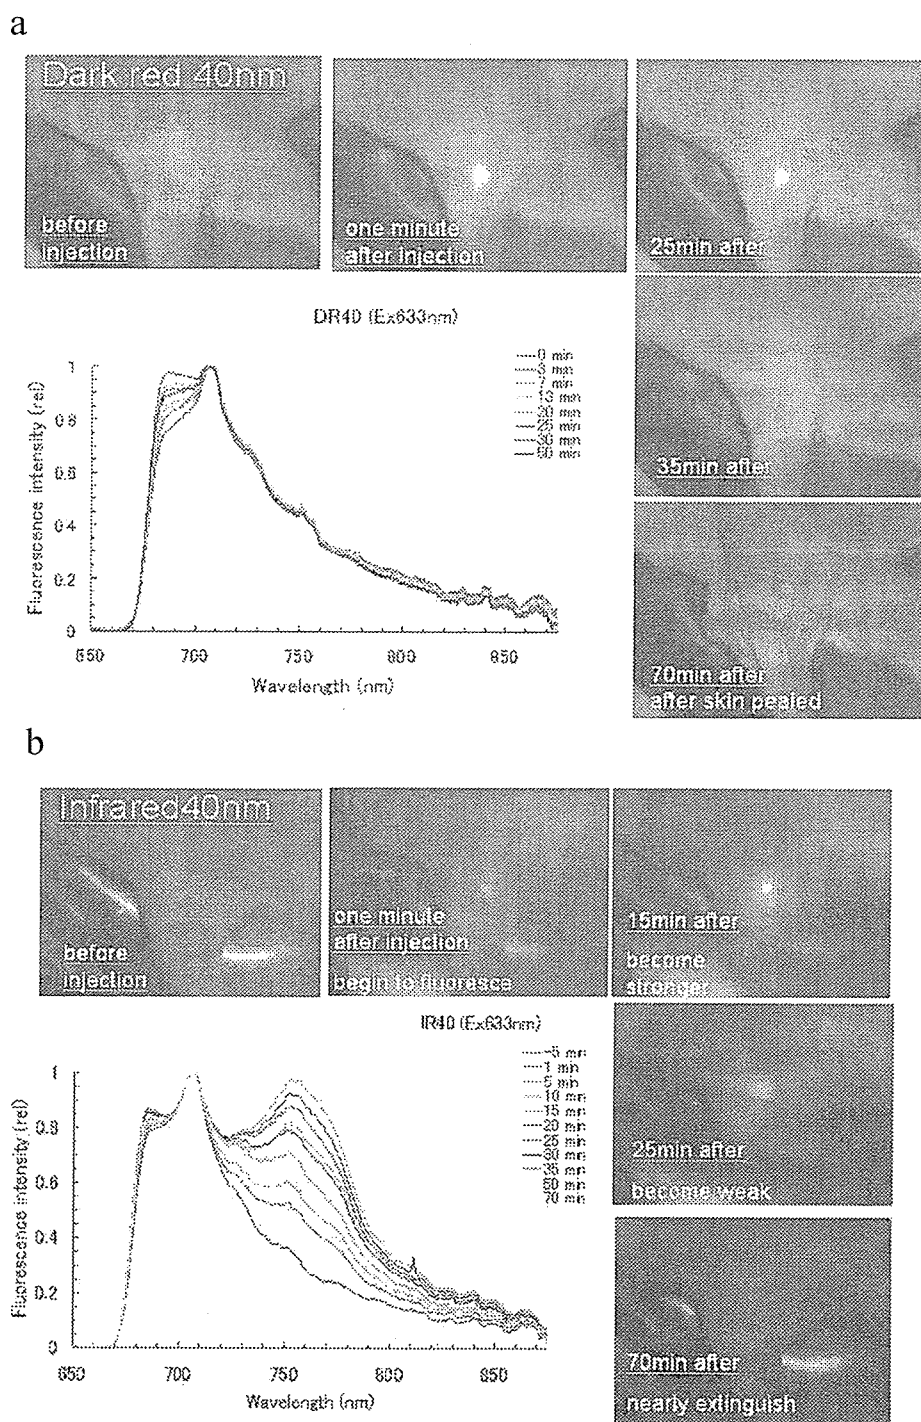 a
Dark red 40nm
before
injection
one minute
after injection
25min after
35min after
70min after
after skin pealed
DR40 (Ex633nm)
0 min
3 min
7 min
13 min
20 min
25 min
30 min
Fluorescence intensity (rel)
1
0.8
0.6
0.4
0.2
0
650 700 750 800 850
Wavelength (nm)
b
Infrared40nm
before
injection
one minute
after injection
begin to fluoresce
15min after
become
stronger
25min after
become weak
70min after
nearly extinguish
IR40 (Ex633nm)
1 min
5 min
10 min
15 min
20 min
25 min
30 min
35 min
70 min
Fluorescence intensity (rel)
1
0.8
0.6
0.4
0.2
0
650 700 750 800 850
Wavelength (nm)